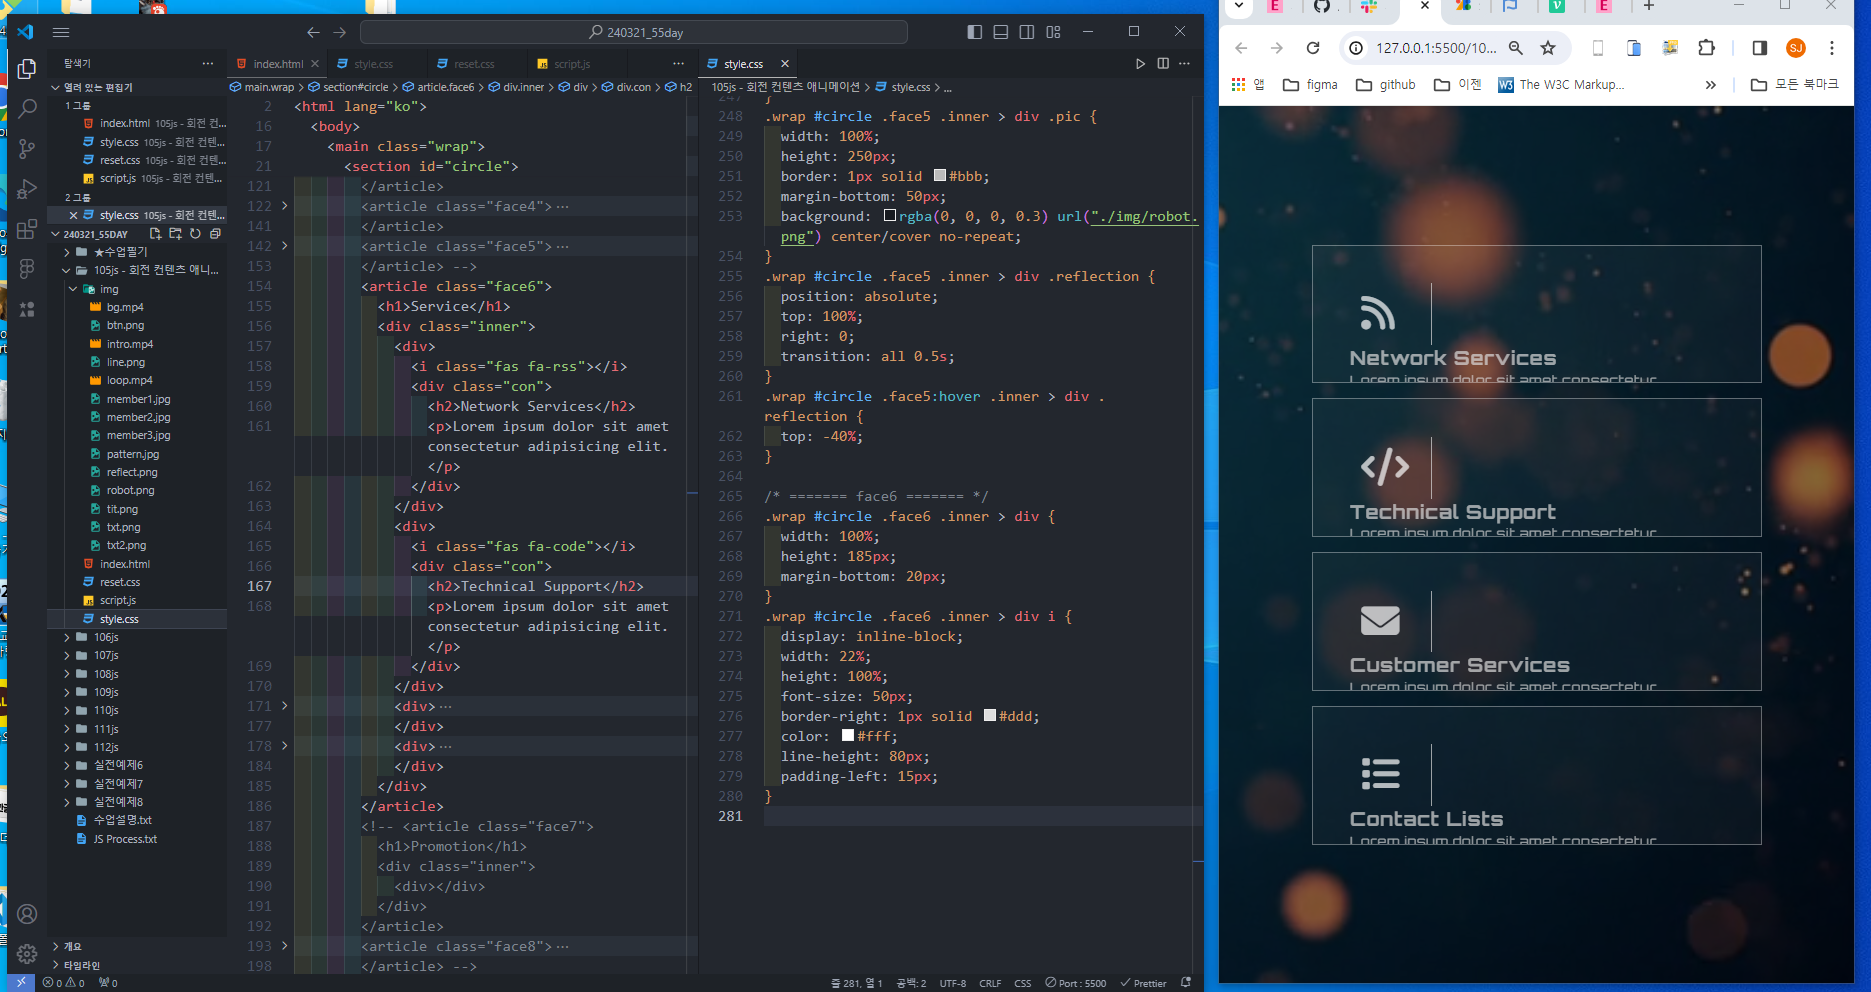 240321_55day
탐색기
열려 있는 편집기
1 그룹
index.html 105js - 회전 컨...
style.css 105js - 회전 컨텐...
reset.css 105js - 회전 컨텐...
script.js 105js - 회전 컨텐...
2 그룹
style.css 105js - 회전 컨텐...
240321_55DAY
★수업필기
105js - 회전 컨텐츠 애니...
img
bg.mp4
btn.png
intro.mp4
line.png
loop.mp4
member1.jpg
member2.jpg
member3.jpg
pattern.jpg
reflect.png
robot.png
tit.png
txt.png
txt2.png
index.html
reset.css
script.js
style.css
106js
107js
108js
109js
110js
111js
112js
실전예제6
실전예제7
실전예제8
수업설명.txt
JS Process.txt
개요
타임라인
index.html
style.css
reset.css
script.js
main.wrap > section#circle > article.face6 > div.inner > div > div.con > h2
2 <html lang="ko">
16 <body>
17 <main class="wrap">
21 <section id="circle">
121 </article>
122 <article class="face4">…
141 </article>
142 <article class="face5">…
153 </article> -->
154 <article class="face6">
155 <h1>Service</h1>
156 <div class="inner">
157 <div>
158 <i class="fas fa-rss"></i>
159 <div class="con">
160 <h2>Network Services</h2>
161 <p>Lorem ipsum dolor sit amet
consectetur adipisicing elit.
</p>
162 </div>
163 </div>
164 <div>
165 <i class="fas fa-code"></i>
166 <div class="con">
167 <h2>Technical Support</h2>
168 <p>Lorem ipsum dolor sit amet
consectetur adipisicing elit.
</p>
169 </div>
170 </div>
171 <div>…
177 </div>
178 <div>…
184 </div>
185 </div>
186 </article>
187 <!-- <article class="face7">
188 <h1>Promotion</h1>
189 <div class="inner">
190 <div></div>
191 </div>
192 </article>
193 <article class="face8">…
198 </article> -->
style.css
105js - 회전 컨텐츠 애니메이션 > style.css > ...
247 }
248 .wrap #circle .face5 .inner > div .pic {
249 width: 100%;
250 height: 250px;
251 border: 1px solid #bbb;
252 margin-bottom: 50px;
253 background: rgba(0, 0, 0, 0.3) url("./img/robot.
png") center/cover no-repeat;
254 }
255 .wrap #circle .face5 .inner > div .reflection {
256 position: absolute;
257 top: 100%;
258 right: 0;
259 transition: all 0.5s;
260 }
261 .wrap #circle .face5:hover .inner > div .
reflection {
262 top: -40%;
263 }
264
265 /* ======= face6 ======= */
266 .wrap #circle .face6 .inner > div {
267 width: 100%;
268 height: 185px;
269 margin-bottom: 20px;
270 }
271 .wrap #circle .face6 .inner > div i {
272 display: inline-block;
273 width: 22%;
274 height: 100%;
275 font-size: 50px;
276 border-right: 1px solid #ddd;
277 color: #fff;
278 line-height: 80px;
279 padding-left: 15px;
280 }
281
0 0 0
줄 281, 열 1 공백: 2 UTF-8 CRLF CSS Port : 5500 Prettier
127.0.0.1:5500/10...
SJ
앱 figma github 이젠 The W3C Markup... » 모든 북마크
Network Services
Lorem ipsum dolor sit amet consectetur
Technical Support
Lorem ipsum dolor sit amet consectetur
Customer Services
Lorem ipsum dolor sit amet consectetur
Contact Lists
Lorem ipsum dolor sit amet consectetur